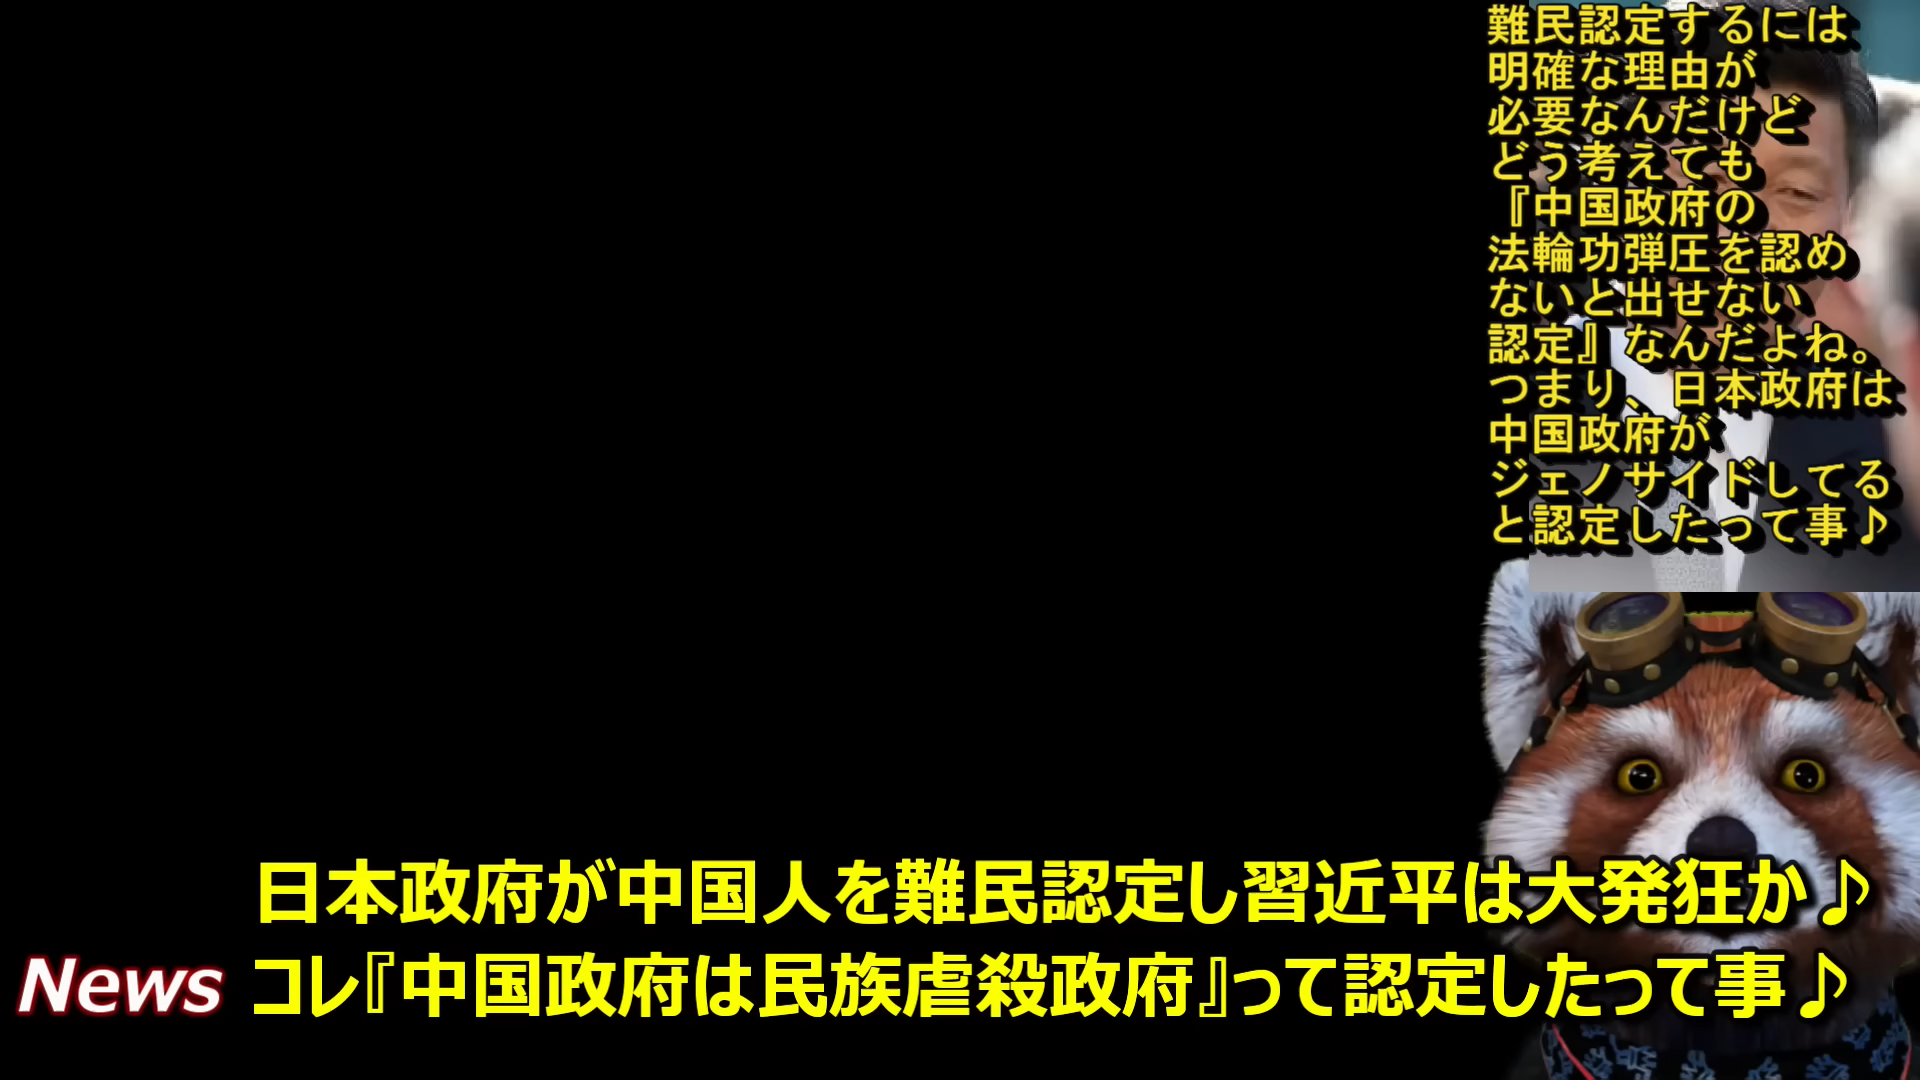 難民認定するには
明確な理由が
必要なんだけど
どう考えても
『中国政府の
法輪功弾圧を認め
ないと出せない
認定』なんだよね。
つまり、日本政府は
中国政府が
ジェノサイドしてる
と認定したって事♪
日本政府が中国人を難民認定し習近平は大発狂か♪
News コレ『中国政府は民族虐殺政府』って認定したって事♪